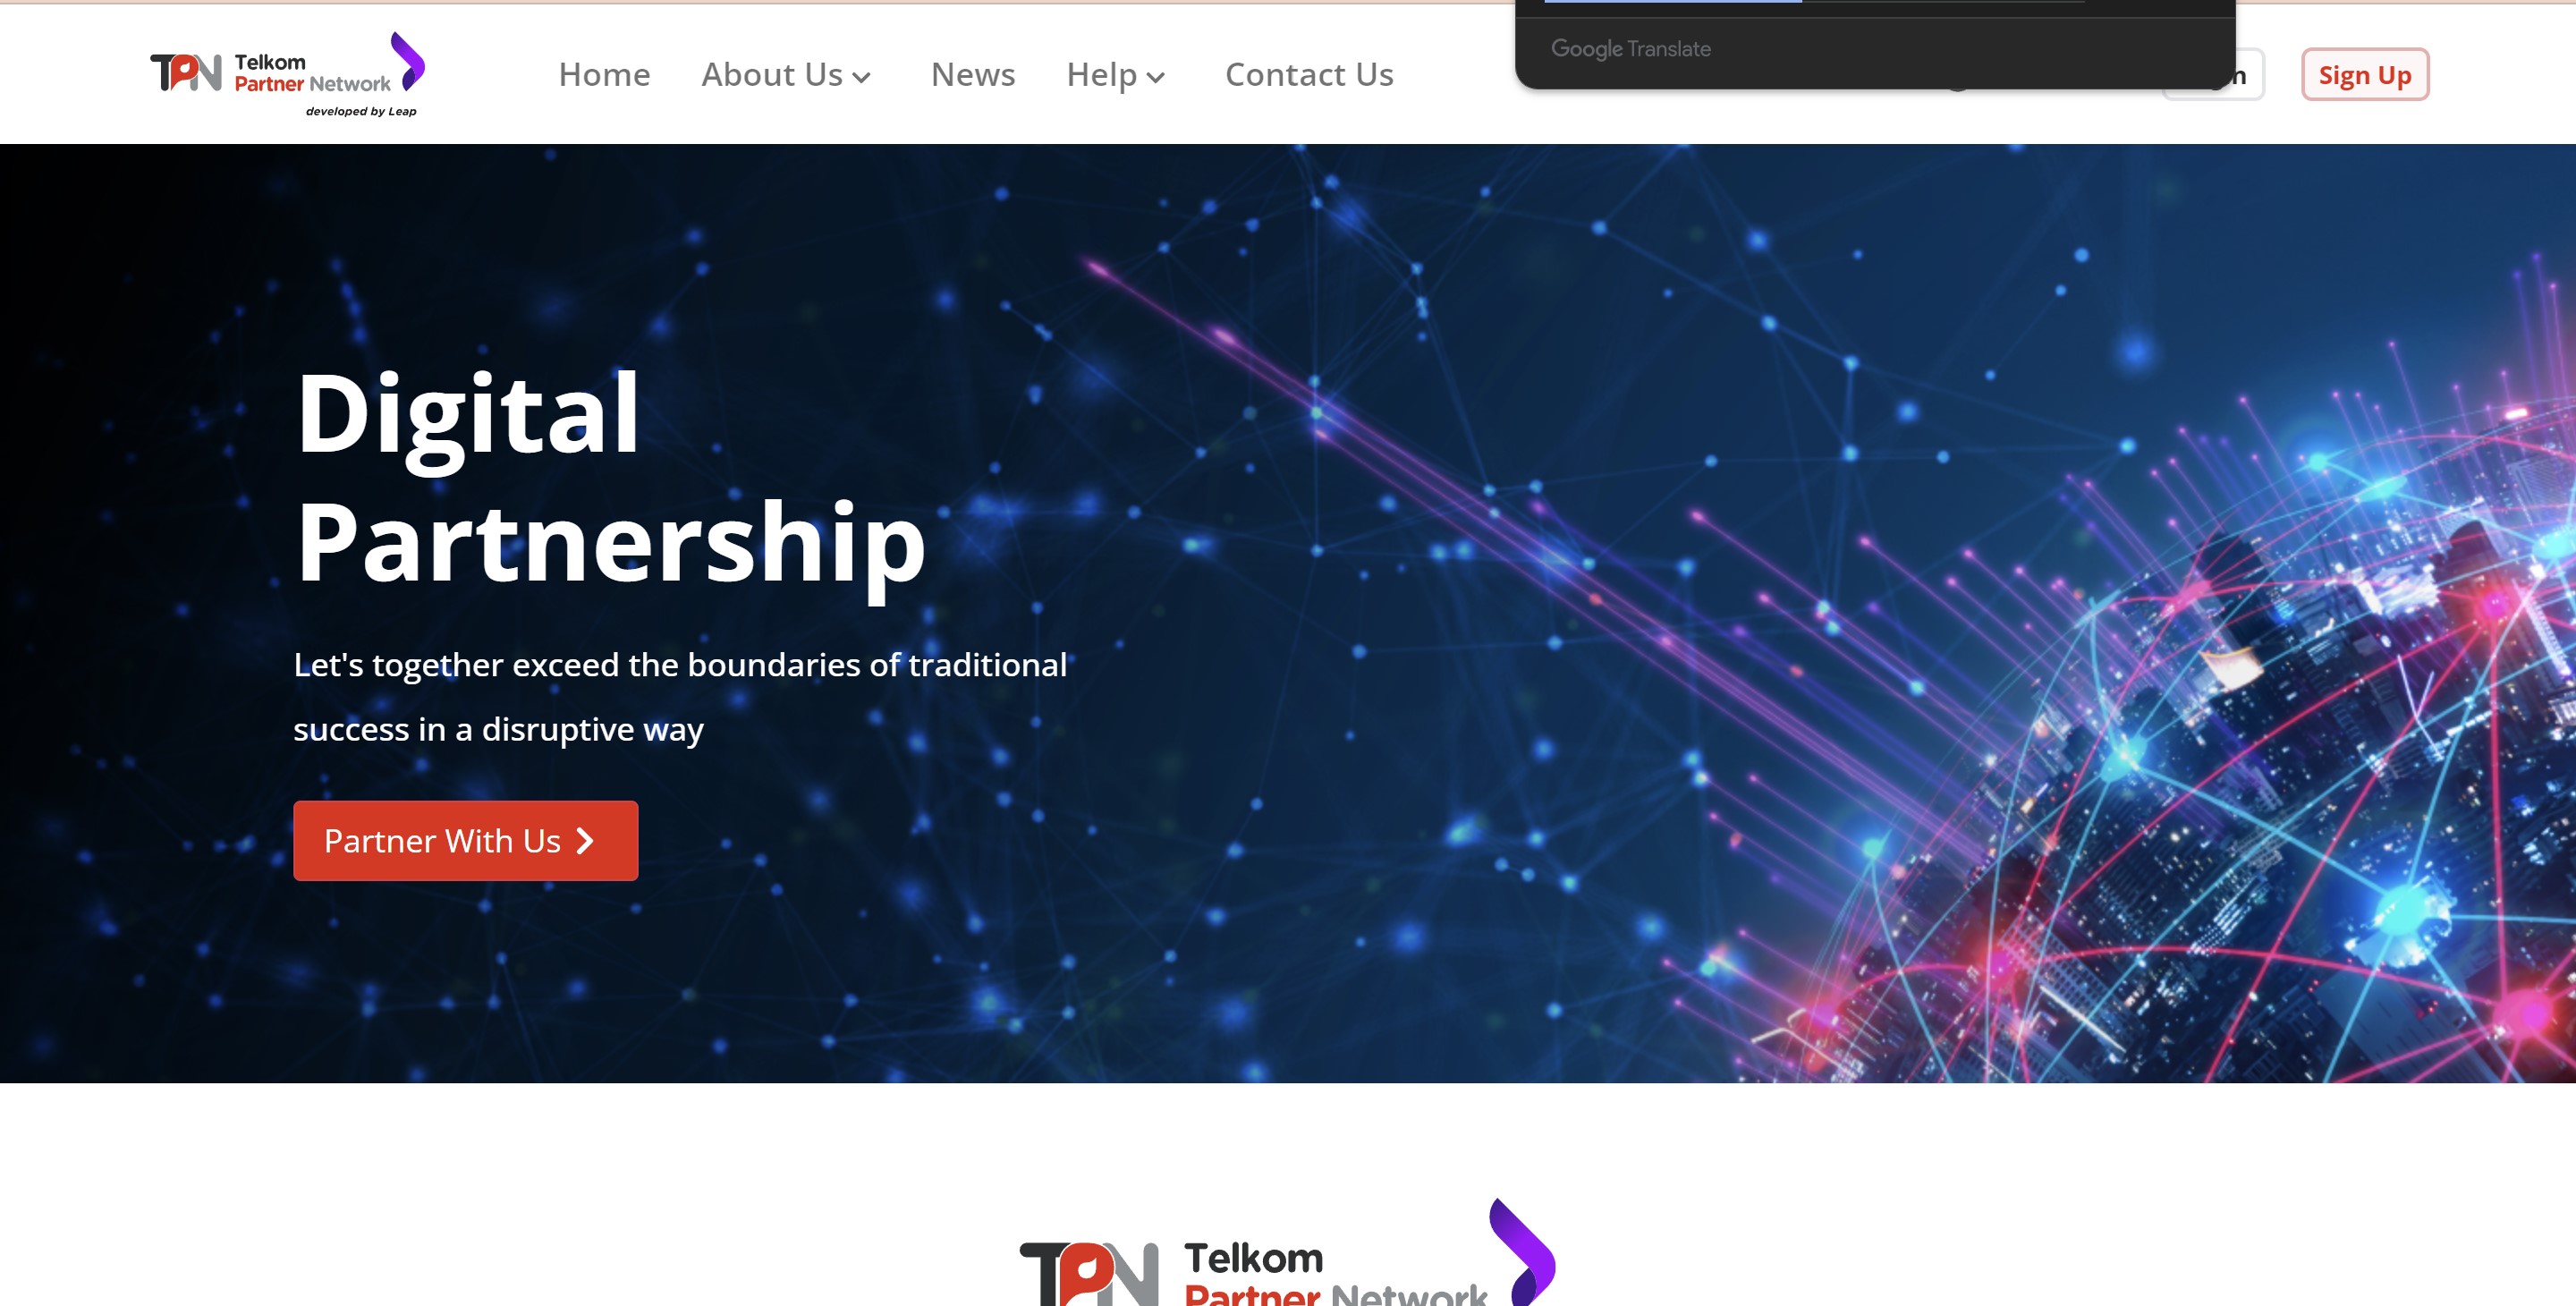 TPN Telkom
Partner Network
developed by Leap
Home About Us News Help Contact Us
Google Translate
Sign Up
Digital
Partnership
Let's together exceed the boundaries of traditional
success in a disruptive way
Partner With Us
TPN Telkom
Partner Network